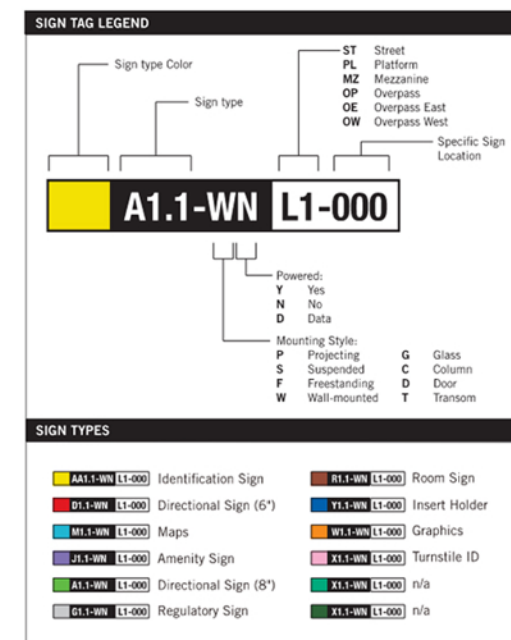 SIGN TAG LEGEND
Sign type Color
Sign type
ST Street
PL Platform
MZ Mezzanine
OP Overpass
OE Overpass East
OW Overpass West
Specific Sign
Location
A1.1-WN L1-000
Powered:
Y Yes
N No
D Data
Mounting Style:
P Projecting G Glass
S Suspended C Column
F Freestanding D Door
W Wall-mounted T Transom
SIGN TYPES
AA1.1-WN L1-000 Identification Sign R1.1-WN L1-000 Room Sign
D1.1-WN L1-000 Directional Sign (6") Y1.1-WN L1-000 Insert Holder
M1.1-WN L1-000 Maps W1.1-WN L1-000 Graphics
J1.1-WN L1-000 Amenity Sign X1.1-WN L1-000 Turnstile ID
A1.1-WN L1-000 Directional Sign (8") X1.1-WN L1-000 n/a
G1.1-WN L1-000 Regulatory Sign X1.1-WN L1-000 n/a